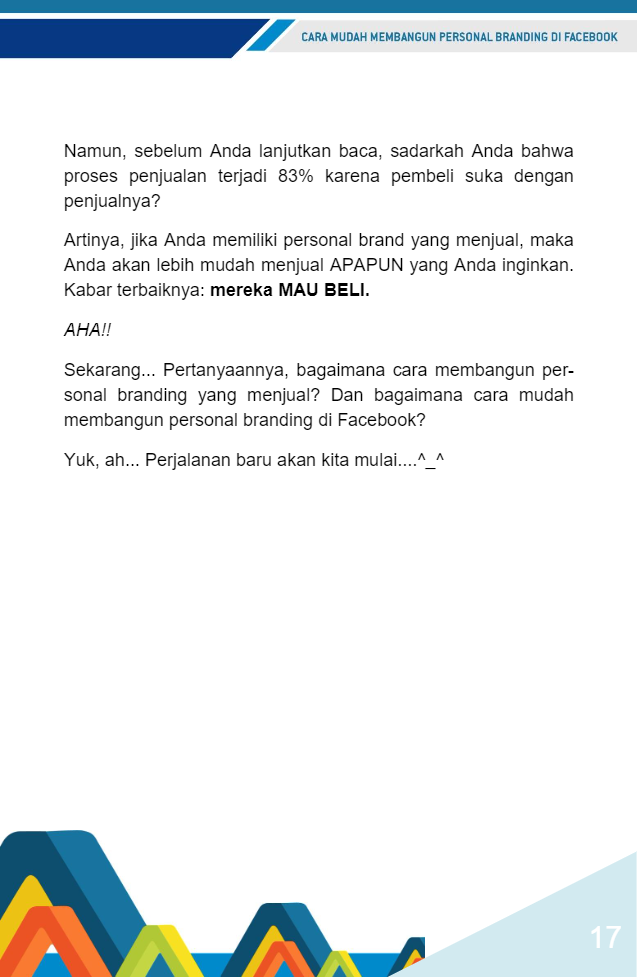 CARA MUDAH MEMBANGUN PERSONAL BRANDING DI FACEBOOK
Namun, sebelum Anda lanjutkan baca, sadarkah Anda bahwa
proses penjualan terjadi 83% karena pembeli suka dengan
penjualnya?
Artinya, jika Anda memiliki personal brand yang menjual, maka
Anda akan lebih mudah menjual APAPUN yang Anda inginkan.
Kabar terbaiknya: mereka MAU BELI.
AHA!!
Sekarang... Pertanyaannya, bagaimana cara membangun per-
sonal branding yang menjual? Dan bagaimana cara mudah
membangun personal branding di Facebook?
Yuk, ah... Perjalanan baru akan kita mulai....^_^
17